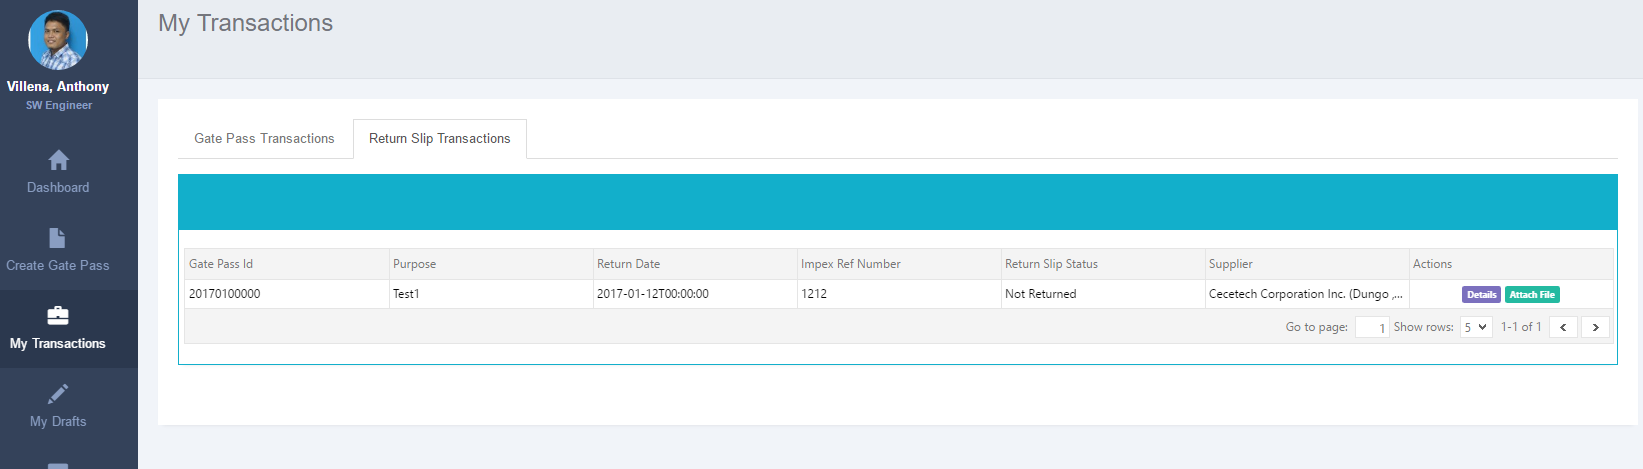 My Transactions
Villena, Anthony
SW Engineer
Dashboard
Create Gate Pass
My Transactions
My Drafts
Gate Pass Transactions Return Slip Transactions
Gate Pass Id Purpose Return Date Impex Ref Number Return Slip Status Supplier Actions
20170100000 Test1 2017-01-12T00:00:00 1212 Not Returned Cecetech Corporation Inc. (Dungo ,... Details Attach File
Go to page: 1 Show rows: 5 1-1 of 1